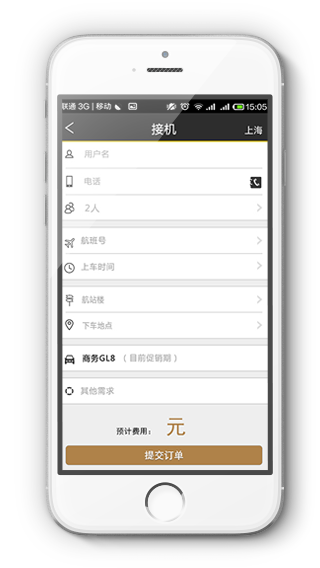 联通 3G | 移动 15:05
接机 上海
用户名
电话
2人
航班号
上车时间
航站楼
下车地点
商务GL8 （目前促销期）
其他需求
预计费用： 元
提交订单